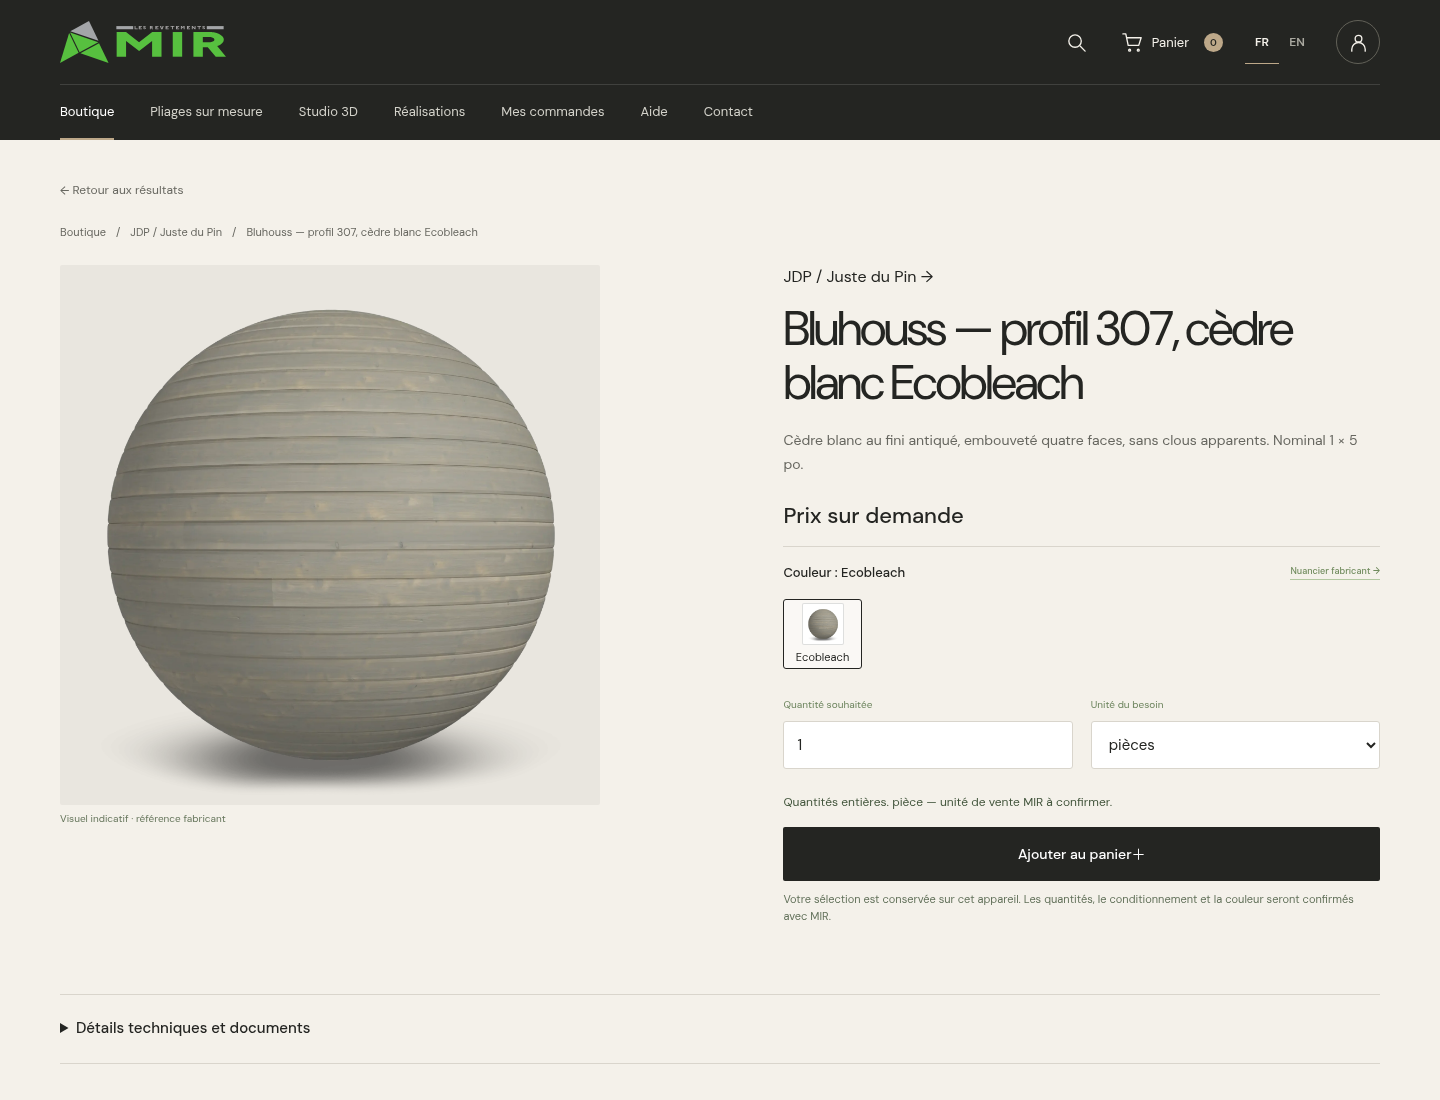 LES REVÊTEMENTS
MIR
Panier 0 FR EN
Boutique Pliages sur mesure Studio 3D Réalisations Mes commandes Aide Contact
← Retour aux résultats
Boutique / JDP / Juste du Pin / Bluhouss — profil 307, cèdre blanc Ecobleach
JDP / Juste du Pin →
Bluhouss — profil 307, cèdre
blanc Ecobleach
Cèdre blanc au fini antiqué, embouveté quatre faces, sans clous apparents. Nominal 1 × 5
po.
Prix sur demande
Couleur : Ecobleach Nuancier fabricant →
Ecobleach
Quantité souhaitée Unité du besoin
1 pièces
Quantités entières. pièce — unité de vente MIR à confirmer.
Ajouter au panier+
Votre sélection est conservée sur cet appareil. Les quantités, le conditionnement et la couleur seront confirmés
avec MIR.
Visuel indicatif · référence fabricant
▶ Détails techniques et documents